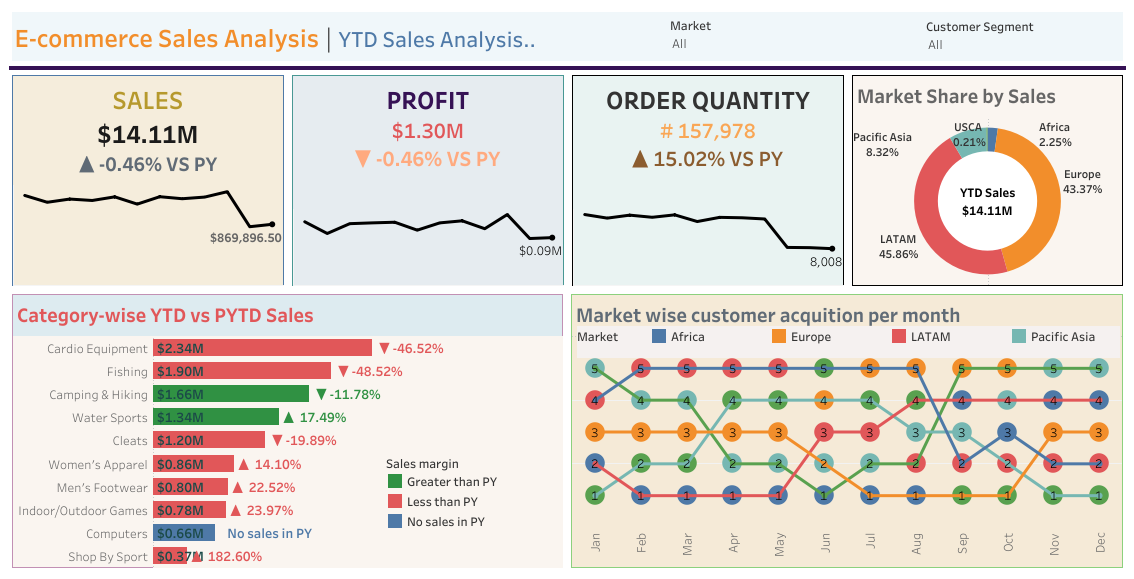 E-commerce Sales Analysis | YTD Sales Analysis..
Market
All
Customer Segment
All
SALES
$14.11M
▲ -0.46% VS PY
$869,896.50
PROFIT
$1.30M
▼ -0.46% VS PY
$0.09M
ORDER QUANTITY
# 157,978
▲ 15.02% VS PY
8,008
Market Share by Sales
USCA
0.21%
Africa
2.25%
Pacific Asia
8.32%
Europe
43.37%
YTD Sales
$14.11M
LATAM
45.86%
Category-wise YTD vs PYTD Sales
Cardio Equipment $2.34M ▼ -46.52%
Fishing $1.90M ▼ -48.52%
Camping & Hiking $1.66M ▼ -11.78%
Water Sports $1.34M ▲ 17.49%
Cleats $1.20M ▼ -19.89%
Women's Apparel $0.86M ▲ 14.10%
Men's Footwear $0.80M ▲ 22.52%
Indoor/Outdoor Games $0.78M ▲ 23.97%
Computers $0.66M No sales in PY
Shop By Sport $0.37M ▲ 182.60%
Sales margin
Greater than PY
Less than PY
No sales in PY
Market wise customer acquition per month
Market Africa Europe LATAM Pacific Asia
5 5 5 5 5 5 5 5 5 5 5 5
4 4 4 4 4 4 4 4 4 4 4 4
3 3 3 3 3 3 3 3 3 3 3 3
2 2 2 2 2 2 2 2 2 2 2 2
1 1 1 1 1 1 1 1 1 1 1 1
Jan Feb Mar Apr May Jun Jul Aug Sep Oct Nov Dec